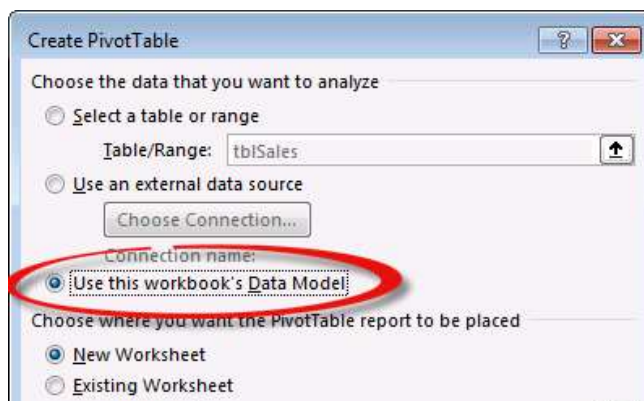 Create PivotTable
Choose the data that you want to analyze
Select a table or range
Table/Range: tblSales
Use an external data source
Choose Connection...
Connection name:
Use this workbook's Data Model
Choose where you want the PivotTable report to be placed
New Worksheet
Existing Worksheet